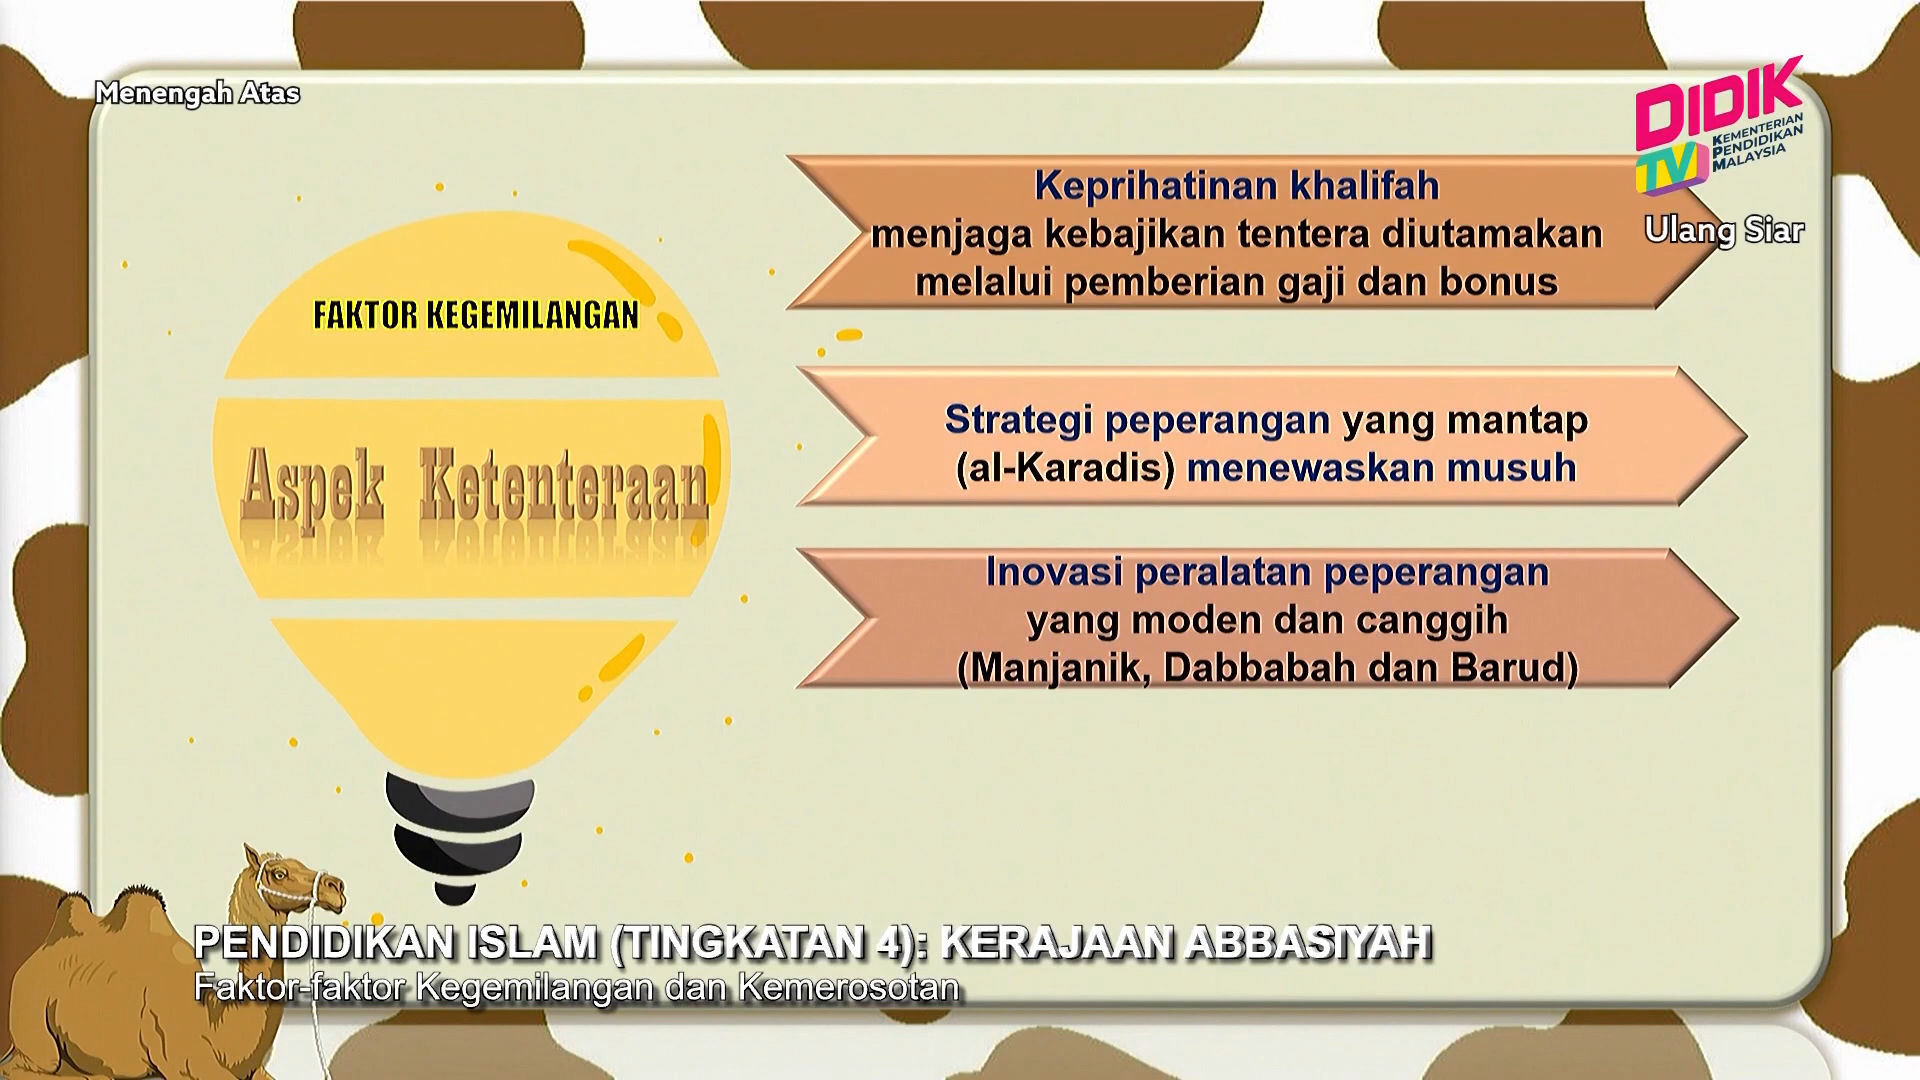 Menengah Atas
DIDIK
TV
KEMENTERIAN
PENDIDIKAN
MALAYSIA
Ulang Siar
FAKTOR KEGEMILANGAN
Aspek Ketenteraan
Keprihatinan khalifah
menjaga kebajikan tentera diutamakan
melalui pemberian gaji dan bonus
Strategi peperangan yang mantap
(al-Karadis) menewaskan musuh
Inovasi peralatan peperangan
yang moden dan canggih
(Manjanik, Dabbabah dan Barud)
PENDIDIKAN ISLAM (TINGKATAN 4): KERAJAAN ABBASIYAH
Faktor-faktor Kegemilangan dan Kemerosotan